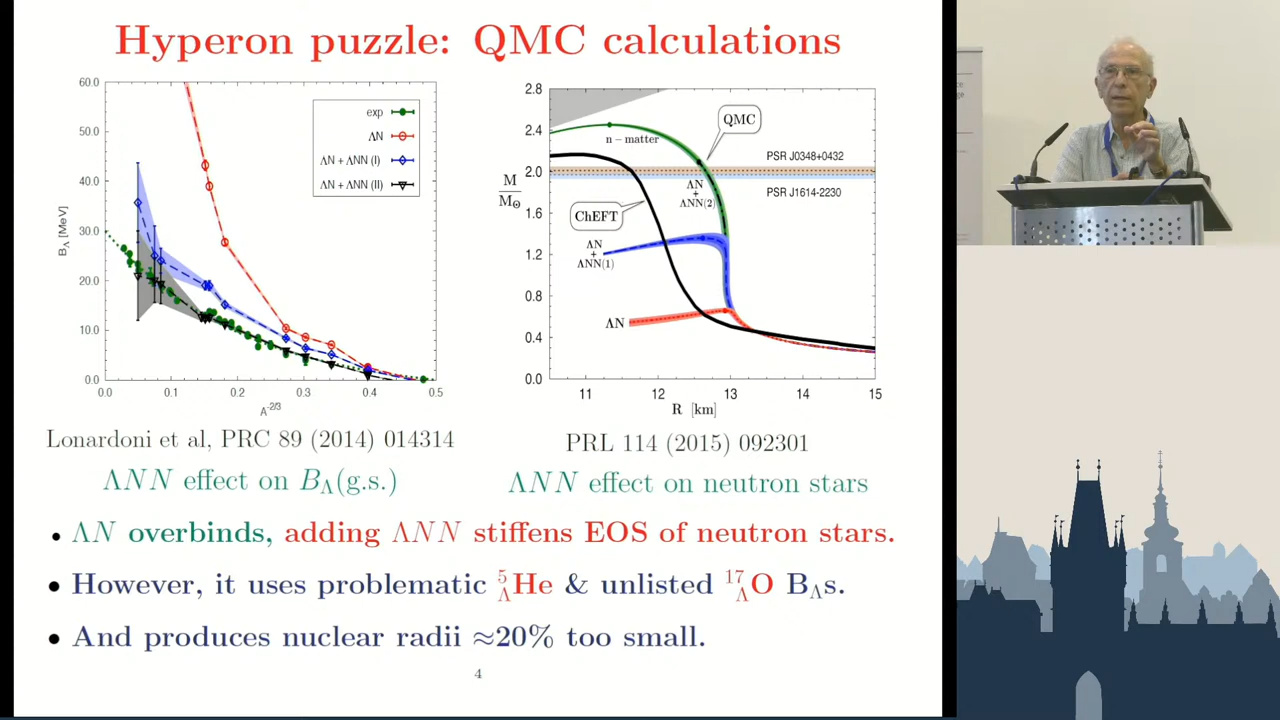 Hyperon puzzle: QMC calculations
60.0
50.0
40.0
30.0
20.0
10.0
0.0
B_Λ [MeV]
exp
ΛN
ΛN + ΛNN (I)
ΛN + ΛNN (II)
0.0 0.1 0.2 0.3 0.4 0.5
A^-2/3
2.8
2.4
2.0
1.6
1.2
0.8
0.4
0.0
M
M_⊙
QMC
n − matter
PSR J0348+0432
PSR J1614-2230
ΛN
+
ΛNN(2)
ChEFT
ΛN
+
ΛNN(1)
ΛN
11 12 13 14 15
R [km]
Lonardoni et al, PRC 89 (2014) 014314
PRL 114 (2015) 092301
ΛNN effect on B_Λ(g.s.)
ΛNN effect on neutron stars
• ΛN overbinds, adding ΛNN stiffens EOS of neutron stars.
• However, it uses problematic ^5_ΛHe & unlisted ^17_ΛO B_Λs.
• And produces nuclear radii ≈20% too small.
4